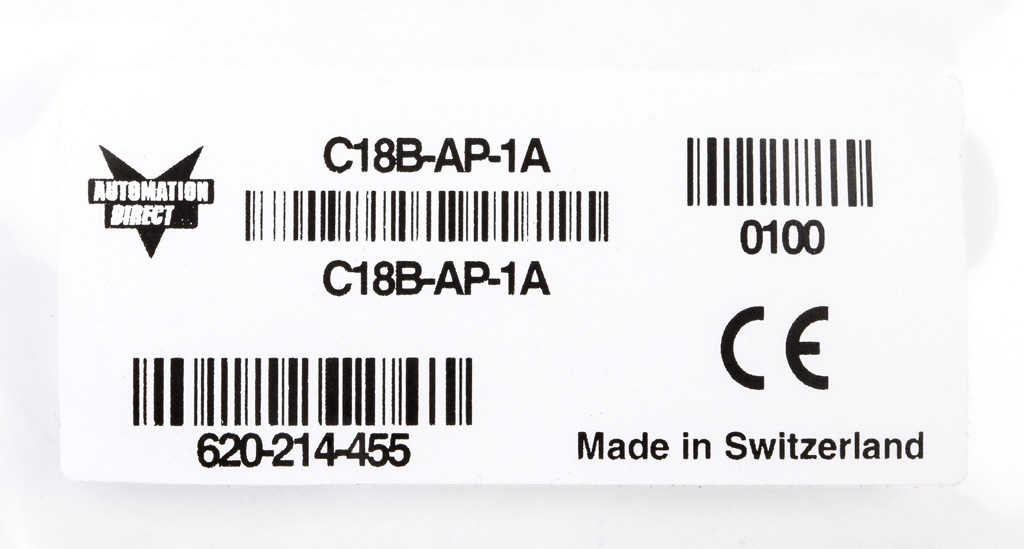 AUTOMATION
DIRECT
C18B-AP-1A
C18B-AP-1A
0100
CE
620-214-455
Made in Switzerland